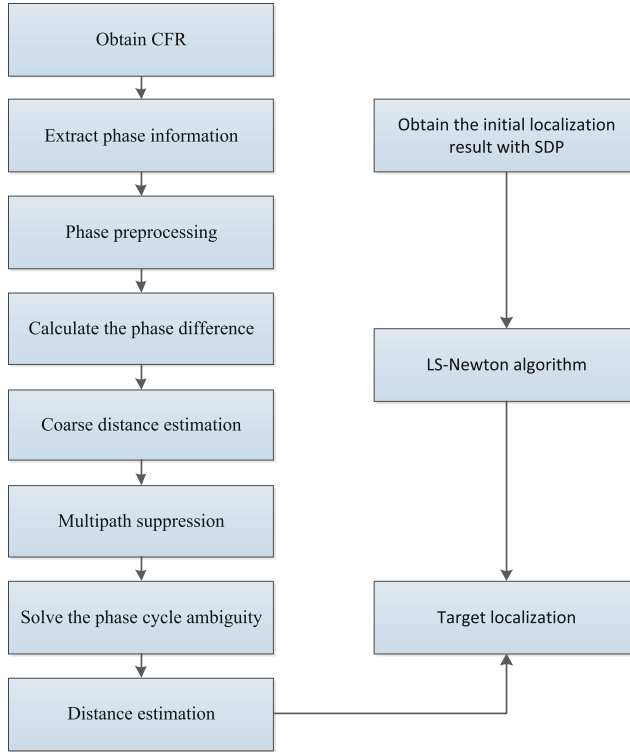 Obtain CFR
Extract phase information
Phase preprocessing
Calculate the phase difference
Coarse distance estimation
Multipath suppression
Solve the phase cycle ambiguity
Distance estimation
Obtain the initial localization
result with SDP
LS-Newton algorithm
Target localization